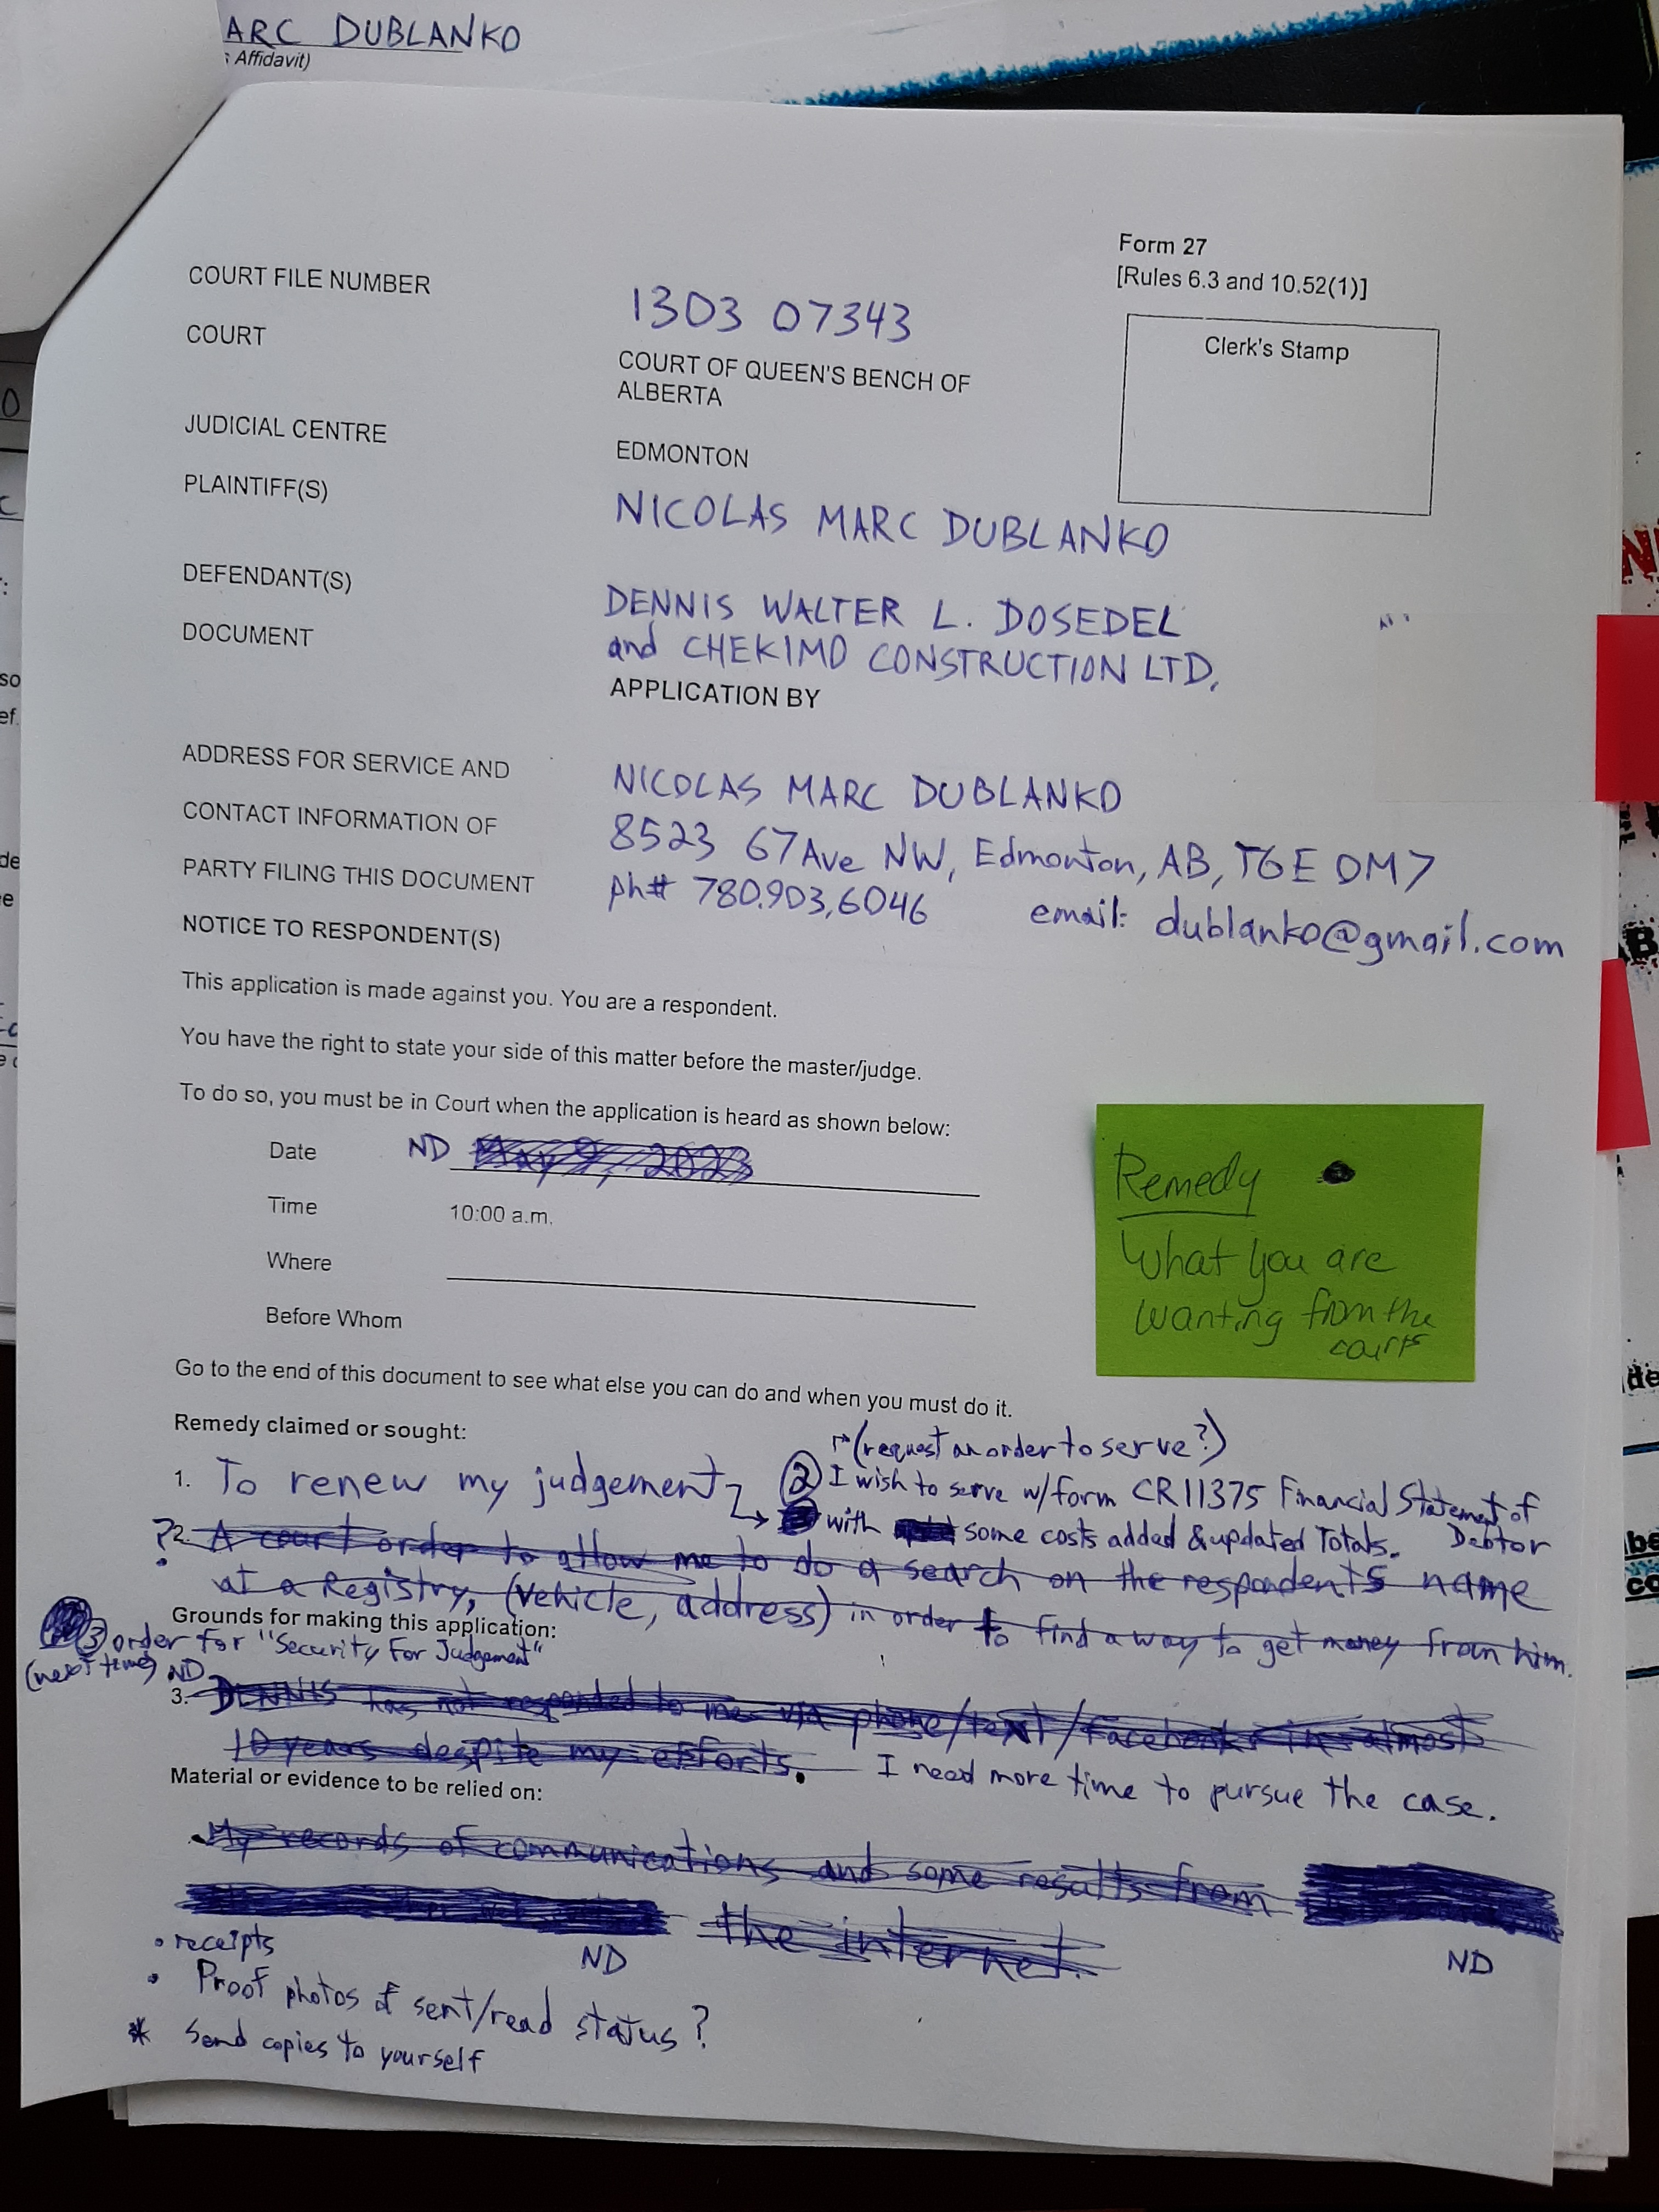 ARC DUBLANKO
s Affidavit)
Form 27
[Rules 6.3 and 10.52(1)]
Clerk's Stamp
COURT FILE NUMBER
1303 07343
COURT
COURT OF QUEEN'S BENCH OF
ALBERTA
JUDICIAL CENTRE
EDMONTON
PLAINTIFF(S)
NICOLAS MARC DUBLANKO
DEFENDANT(S)
DENNIS WALTER L. DOSEDEL
and CHEKIMO CONSTRUCTION LTD.
DOCUMENT
APPLICATION BY
ADDRESS FOR SERVICE AND
CONTACT INFORMATION OF
PARTY FILING THIS DOCUMENT
NICOLAS MARC DUBLANKO
8523 67 Ave NW, Edmonton, AB, T6E 0M7
ph# 780.903.6046 email: dublanko@gmail.com
NOTICE TO RESPONDENT(S)
This application is made against you. You are a respondent.
You have the right to state your side of this matter before the master/judge.
To do so, you must be in Court when the application is heard as shown below:
Date ND May 9, 2023
Time 10:00 a.m.
Where
Before Whom
Remedy
What you are
wanting from the
courts
Go to the end of this document to see what else you can do and when you must do it.
Remedy claimed or sought:
(request an order to serve?)
1. To renew my judgement
② I wish to serve w/form CR11375 Financial Statement of
Debtor
with some costs added & updated Totals.
? 2. A court order to allow me to do a search on the respondents name
at a Registry, (vehicle, address) in order to find a way to get money from him.
Grounds for making this application:
③ order for "Security For Judgement"
(next time) ND
3. DENNIS has not responded to me via phone/text/facebook in almost
10 years despite my efforts. I need more time to pursue the case.
Material or evidence to be relied on:
My records of communications and some results from
the internet.
ND ND
• receipts
• Proof photos of sent/read status?
* Send copies to yourself